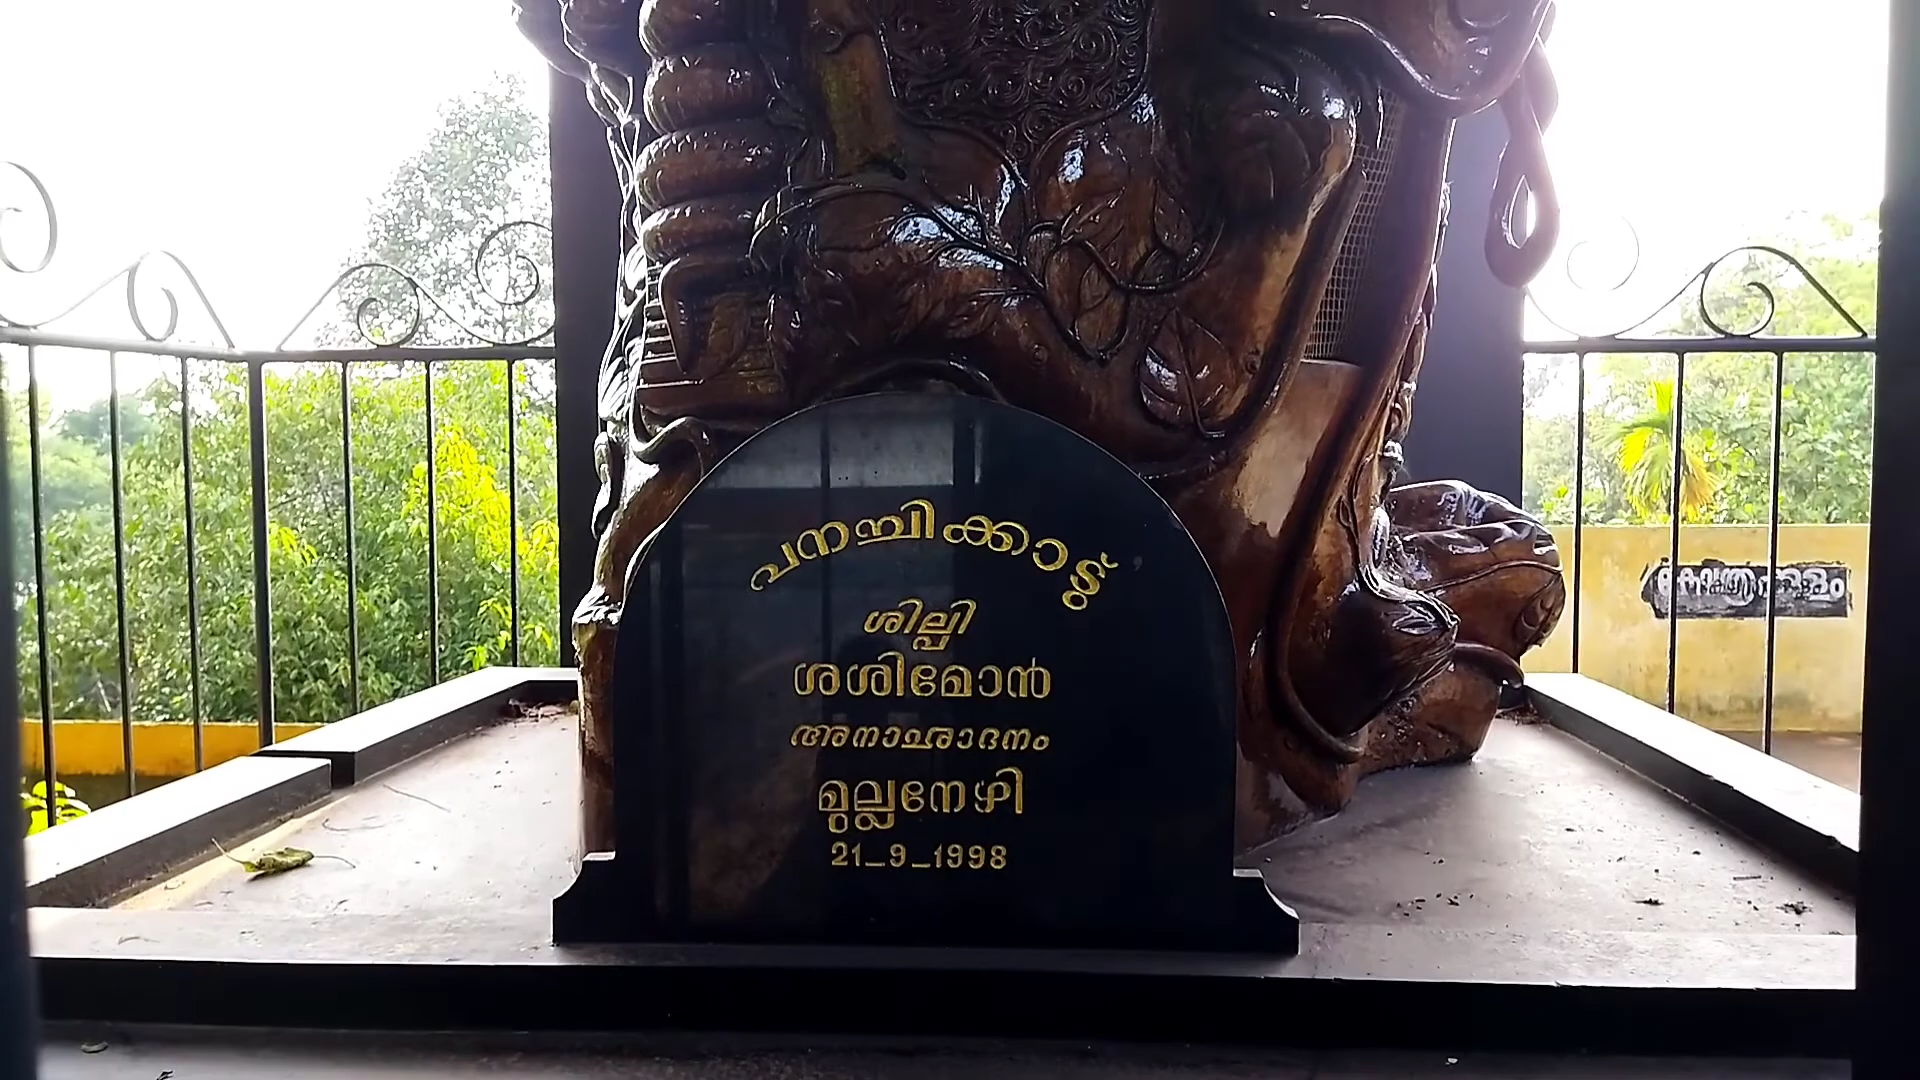 പനച്ചിക്കാട്ടു്
ശില്പി
ശശിമോൻ
അനാഛാദനം
മുല്ലനേഴി
21_9_1998